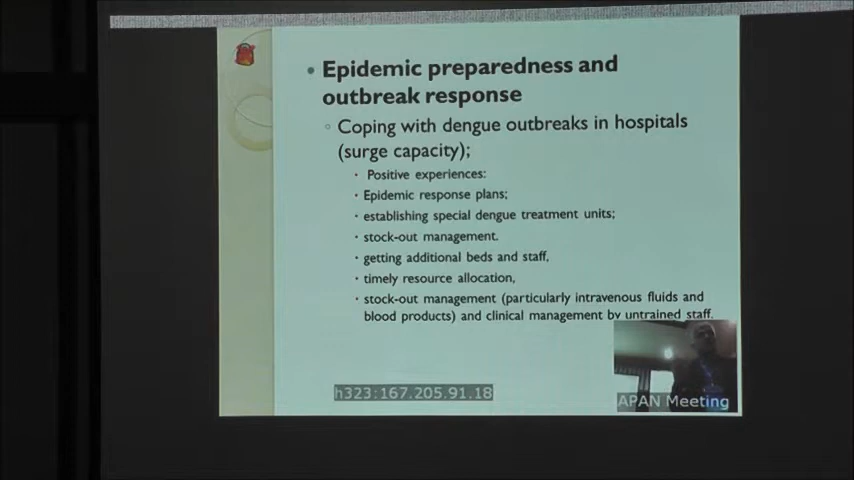 • Epidemic preparedness and
outbreak response
◦ Coping with dengue outbreaks in hospitals
(surge capacity);
• Positive experiences:
• Epidemic response plans;
• establishing special dengue treatment units;
• stock-out management.
• getting additional beds and staff,
• timely resource allocation,
• stock-out management (particularly intravenous fluids and
blood products) and clinical management by untrained staff.
h323:167.205.91.18
APAN Meeting